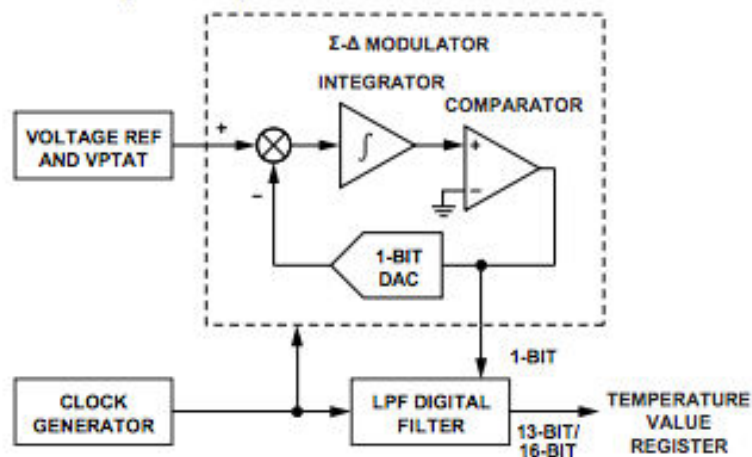 Σ-Δ MODULATOR
INTEGRATOR
COMPARATOR
VOLTAGE REF
AND VPTAT
+
−
∫
+
−
1-BIT
DAC
1-BIT
CLOCK
GENERATOR
LPF DIGITAL
FILTER
13-BIT/
16-BIT
TEMPERATURE
VALUE
REGISTER